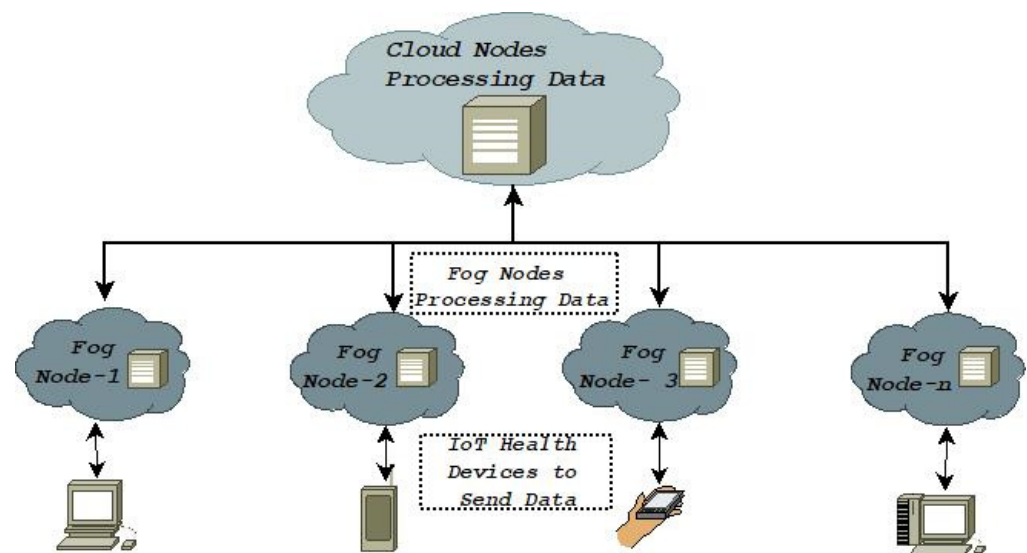 Cloud Nodes
Processing Data
Fog Nodes
Processing Data
Fog
Node-1
Fog
Node-2
Fog
Node- 3
Fog
Node-n
IoT Health
Devices to
Send Data